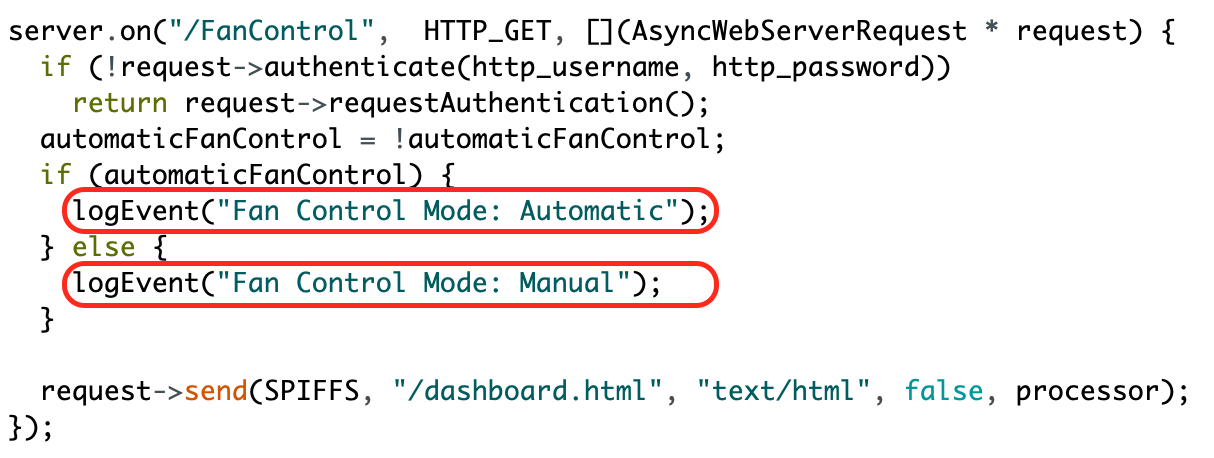 server.on("/FanControl",  HTTP_GET, [](AsyncWebServerRequest * request) {
  if (!request->authenticate(http_username, http_password))
    return request->requestAuthentication();
  automaticFanControl = !automaticFanControl;
  if (automaticFanControl) {
    logEvent("Fan Control Mode: Automatic");
  } else {
    logEvent("Fan Control Mode: Manual");
  }

  request->send(SPIFFS, "/dashboard.html", "text/html", false, processor);
});